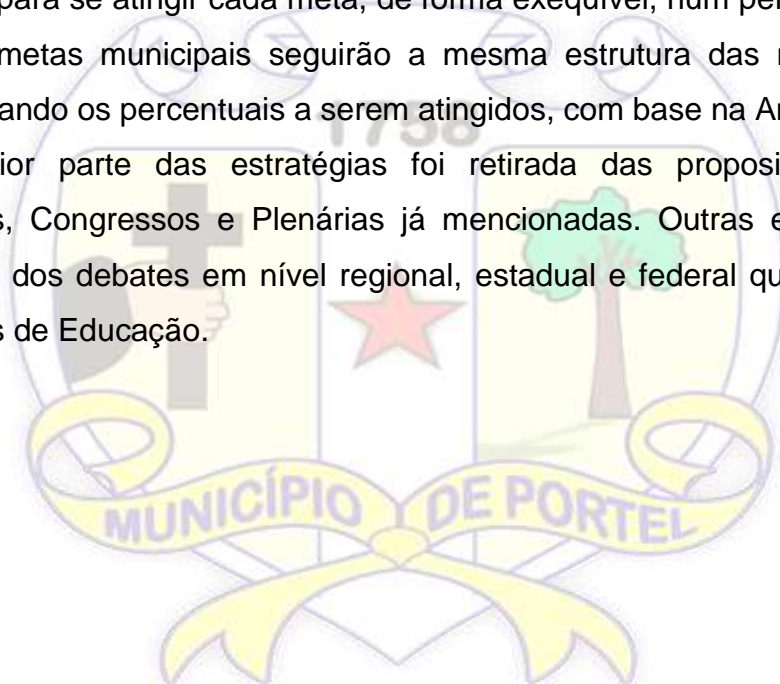 para se atingir cada meta, de forma exequível, num per
metas municipais seguirão a mesma estrutura das
ando os percentuais a serem atingidos, com base na
1758
ior parte das estratégias foi retirada das proposi
s, Congressos e Plenárias já mencionadas. Outras e
dos debates em nível regional, estadual e federal qu
s de Educação.
MUNICÍPIO DE PORTEL